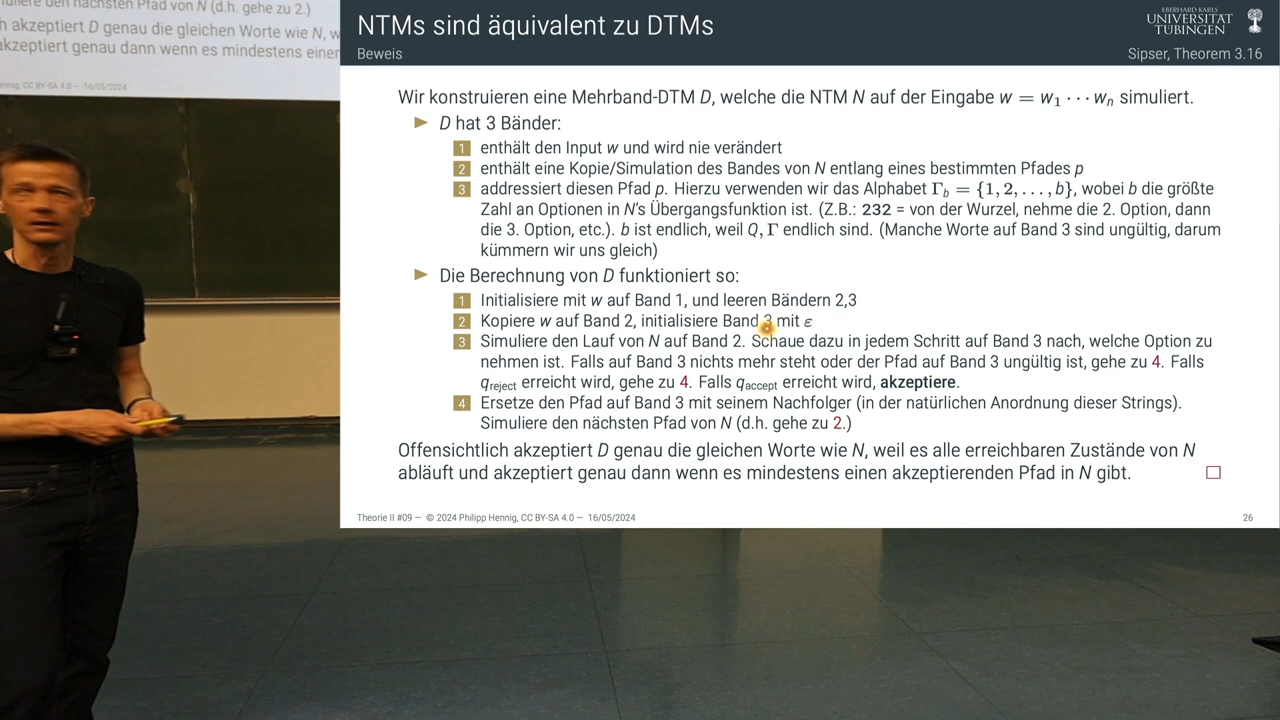 nächsten Pfad von N (d.h. gehe zu 2.)
akzeptiert D genau die gleichen Worte wie N, w
akzeptiert genau dann wenn es mindestens einer
ennig, CC BY-SA 4.0 — 16/05/2024
NTMs sind äquivalent zu DTMs
Beweis
EBERHARD KARLS
UNIVERSITÄT
TÜBINGEN
Sipser, Theorem 3.16
Wir konstruieren eine Mehrband-DTM D, welche die NTM N auf der Eingabe w = w₁ ⋯ wₙ simuliert.
▶ D hat 3 Bänder:
1 enthält den Input w und wird nie verändert
2 enthält eine Kopie/Simulation des Bandes von N entlang eines bestimmten Pfades p
3 addressiert diesen Pfad p. Hierzu verwenden wir das Alphabet Γ_b = {1, 2, . . . , b}, wobei b die größte
Zahl an Optionen in N's Übergangsfunktion ist. (Z.B.: 232 = von der Wurzel, nehme die 2. Option, dann
die 3. Option, etc.). b ist endlich, weil Q, Γ endlich sind. (Manche Worte auf Band 3 sind ungültig, darum
kümmern wir uns gleich)
▶ Die Berechnung von D funktioniert so:
1 Initialisiere mit w auf Band 1, und leeren Bändern 2,3
2 Kopiere w auf Band 2, initialisiere Band 3 mit ε
3 Simuliere den Lauf von N auf Band 2. Schaue dazu in jedem Schritt auf Band 3 nach, welche Option zu
nehmen ist. Falls auf Band 3 nichts mehr steht oder der Pfad auf Band 3 ungültig ist, gehe zu 4. Falls
q_reject erreicht wird, gehe zu 4. Falls q_accept erreicht wird, akzeptiere.
4 Ersetze den Pfad auf Band 3 mit seinem Nachfolger (in der natürlichen Anordnung dieser Strings).
Simuliere den nächsten Pfad von N (d.h. gehe zu 2.)
Offensichtlich akzeptiert D genau die gleichen Worte wie N, weil es alle erreichbaren Zustände von N
abläuft und akzeptiert genau dann wenn es mindestens einen akzeptierenden Pfad in N gibt. □
Theorie II #09 — © 2024 Philipp Hennig, CC BY-SA 4.0 — 16/05/2024
26